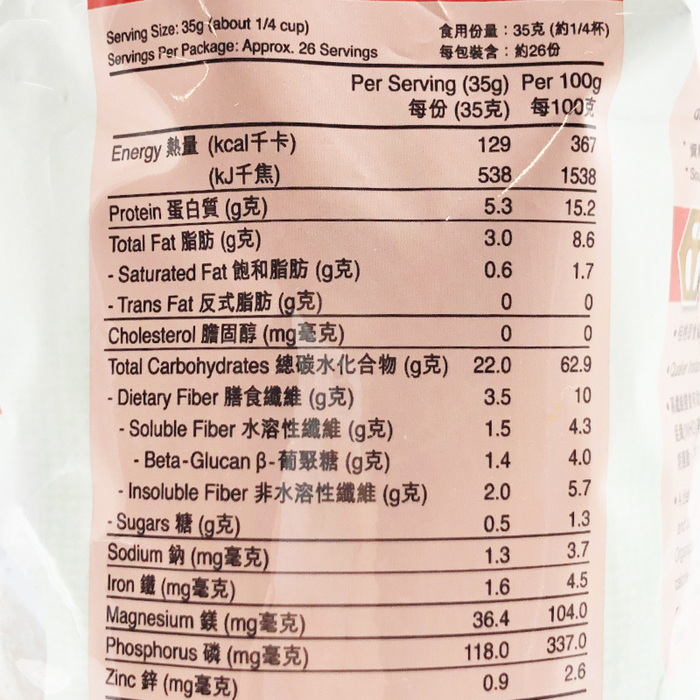 Serving Size: 35g (about 1/4 cup) 食用份量：35克 (約1/4杯)
Servings Per Package: Approx. 26 Servings 每包裝含：約26份
Per Serving (35g) Per 100g
每份 (35克) 每100克
Energy 熱量 (kcal千卡) 129 367
(kJ千焦) 538 1538
Protein 蛋白質 (g克) 5.3 15.2
Total Fat 脂肪 (g克) 3.0 8.6
- Saturated Fat 飽和脂肪 (g克) 0.6 1.7
- Trans Fat 反式脂肪 (g克) 0 0
Cholesterol 膽固醇 (mg毫克) 0 0
Total Carbohydrates 總碳水化合物 (g克) 22.0 62.9
- Dietary Fiber 膳食纖維 (g克) 3.5 10
- Soluble Fiber 水溶性纖維 (g克) 1.5 4.3
- Beta-Glucan β-葡聚糖 (g克) 1.4 4.0
- Insoluble Fiber 非水溶性纖維 (g克) 2.0 5.7
- Sugars 糖 (g克) 0.5 1.3
Sodium 鈉 (mg毫克) 1.3 3.7
Iron 鐵 (mg毫克) 1.6 4.5
Magnesium 鎂 (mg毫克) 36.4 104.0
Phosphorus 磷 (mg毫克) 118.0 337.0
Zinc 鋅 (mg毫克) 0.9 2.6